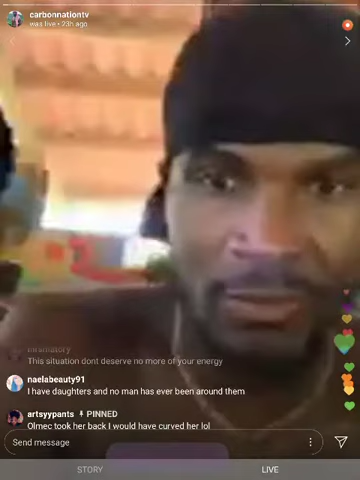 carbonnationtv
was live • 23h ago
This situation dont deserve no more of your energy
naelabeauty91
I have daughters and no man has ever been around them
artsyypants PINNED
Olmec took her back I would have curved her lol
Send message
STORY LIVE